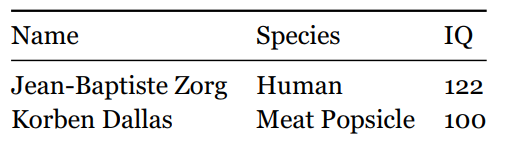 Name Species IQ
Jean-Baptiste Zorg Human 122
Korben Dallas Meat Popsicle 100